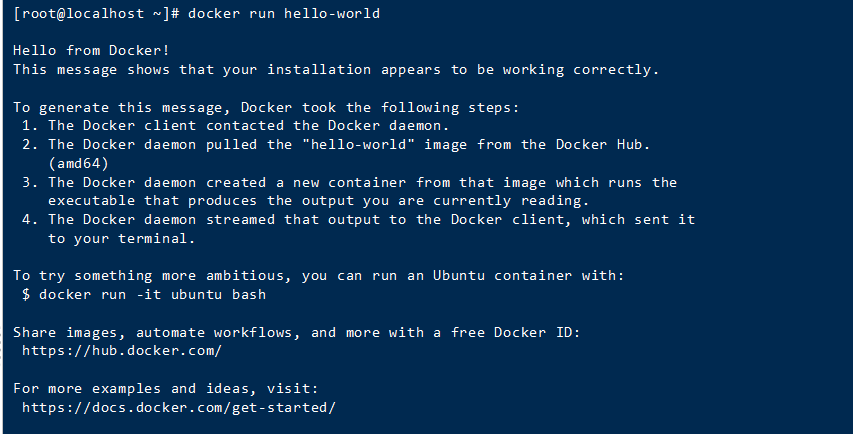 [root@localhost ~]# docker run hello-world
Hello from Docker!
This message shows that your installation appears to be working correctly.
To generate this message, Docker took the following steps:
1. The Docker client contacted the Docker daemon.
2. The Docker daemon pulled the "hello-world" image from the Docker Hub.
(amd64)
3. The Docker daemon created a new container from that image which runs the
executable that produces the output you are currently reading.
4. The Docker daemon streamed that output to the Docker client, which sent it
to your terminal.
To try something more ambitious, you can run an Ubuntu container with:
$ docker run -it ubuntu bash
Share images, automate workflows, and more with a free Docker ID:
https://hub.docker.com/
For more examples and ideas, visit:
https://docs.docker.com/get-started/